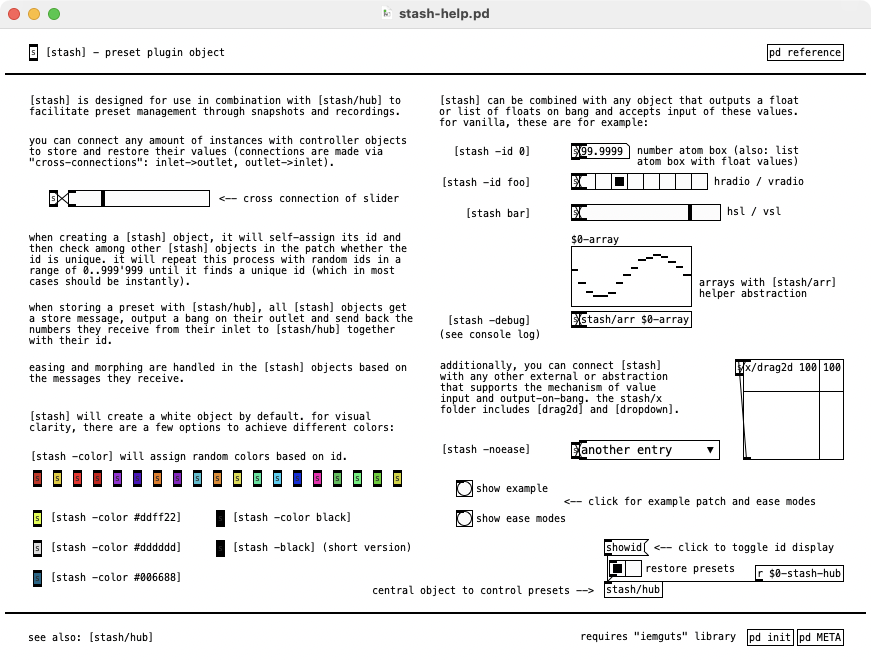 stash-help.pd
s [stash] - preset plugin object
pd reference
[stash] is designed for use in combination with [stash/hub] to
facilitate preset management through snapshots and recordings.
you can connect any amount of instances with controller objects
to store and restore their values (connections are made via
"cross-connections": inlet->outlet, outlet->inlet).
s
<-- cross connection of slider
when creating a [stash] object, it will self-assign its id and
then check among other [stash] objects in the patch whether the
id is unique. it will repeat this process with random ids in a
range of 0..999'999 until it finds a unique id (which in most
cases should be instantly).
when storing a preset with [stash/hub], all [stash] objects get
a store message, output a bang on their outlet and send back the
numbers they receive from their inlet to [stash/hub] together
with their id.
easing and morphing are handled in the [stash] objects based on
the messages they receive.
[stash] will create a white object by default. for visual
clarity, there are a few options to achieve different colors:
[stash -color] will assign random colors based on id.
s s s s s s s s s s s s s s s s s s s
s [stash -color #ddff22]
s [stash -color black]
s [stash -color #dddddd]
s [stash -black] (short version)
s [stash -color #006688]
[stash] can be combined with any object that outputs a float
or list of floats on bang and accepts input of these values.
for vanilla, these are for example:
[stash -id 0]
s 99.9999
number atom box (also: list
atom box with float values)
[stash -id foo]
s
hradio / vradio
[stash bar]
s
hsl / vsl
$0-array
arrays with [stash/arr]
helper abstraction
[stash -debug]
s stash/arr $0-array
(see console log)
additionally, you can connect [stash]
with any other external or abstraction
that supports the mechanism of value
input and output-on-bang. the stash/x
folder includes [drag2d] and [dropdown].
s x/drag2d 100 100
[stash -noease]
s another entry ▼
show example
<-- click for example patch and ease modes
show ease modes
showid
<-- click to toggle id display
restore presets
r $0-stash-hub
central object to control presets -->
stash/hub
see also: [stash/hub]
requires "iemguts" library
pd init
pd META